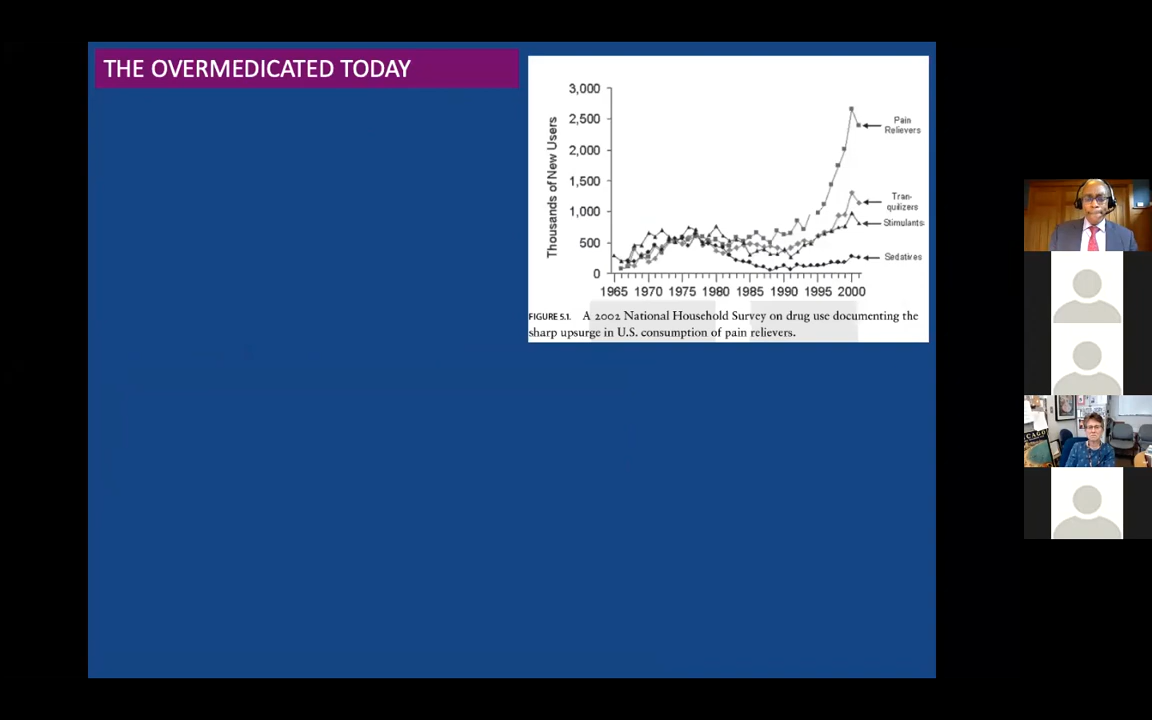 THE OVERMEDICATED TODAY
Thousands of New Users
3,000
2,500
2,000
1,500
1,000
500
0
1965 1970 1975 1980 1985 1990 1995 2000
Pain
Relievers
Tran-
quilizers
Stimulants
Sedatives
FIGURE 5.1. A 2002 National Household Survey on drug use documenting the
sharp upsurge in U.S. consumption of pain relievers.